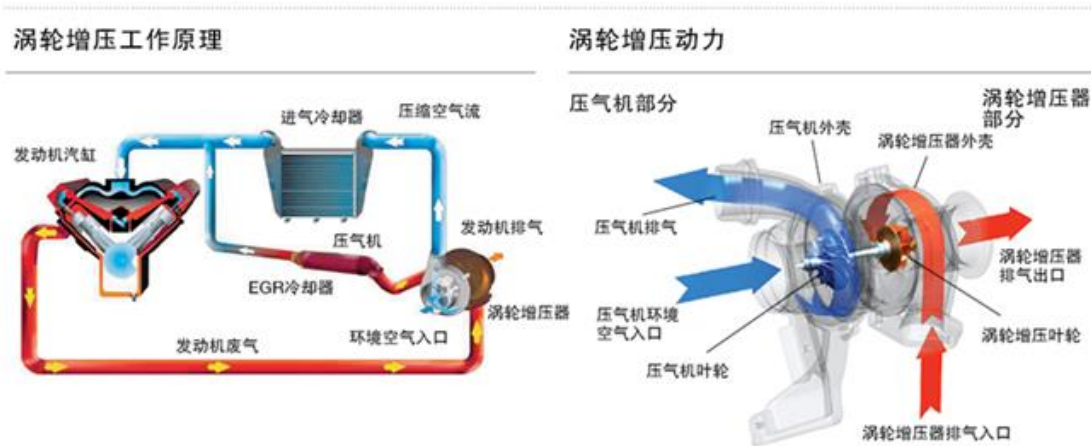 涡轮增压工作原理
涡轮增压动力
进气冷却器
压缩空气流
发动机汽缸
压气机
发动机排气
EGR冷却器
涡轮增压器
环境空气入口
发动机废气
压气机部分
涡轮增压器
部分
压气机外壳
涡轮增压器外壳
压气机排气
涡轮增压器
排气出口
压气机环境
空气入口
涡轮增压叶轮
压气机叶轮
涡轮增压器排气入口